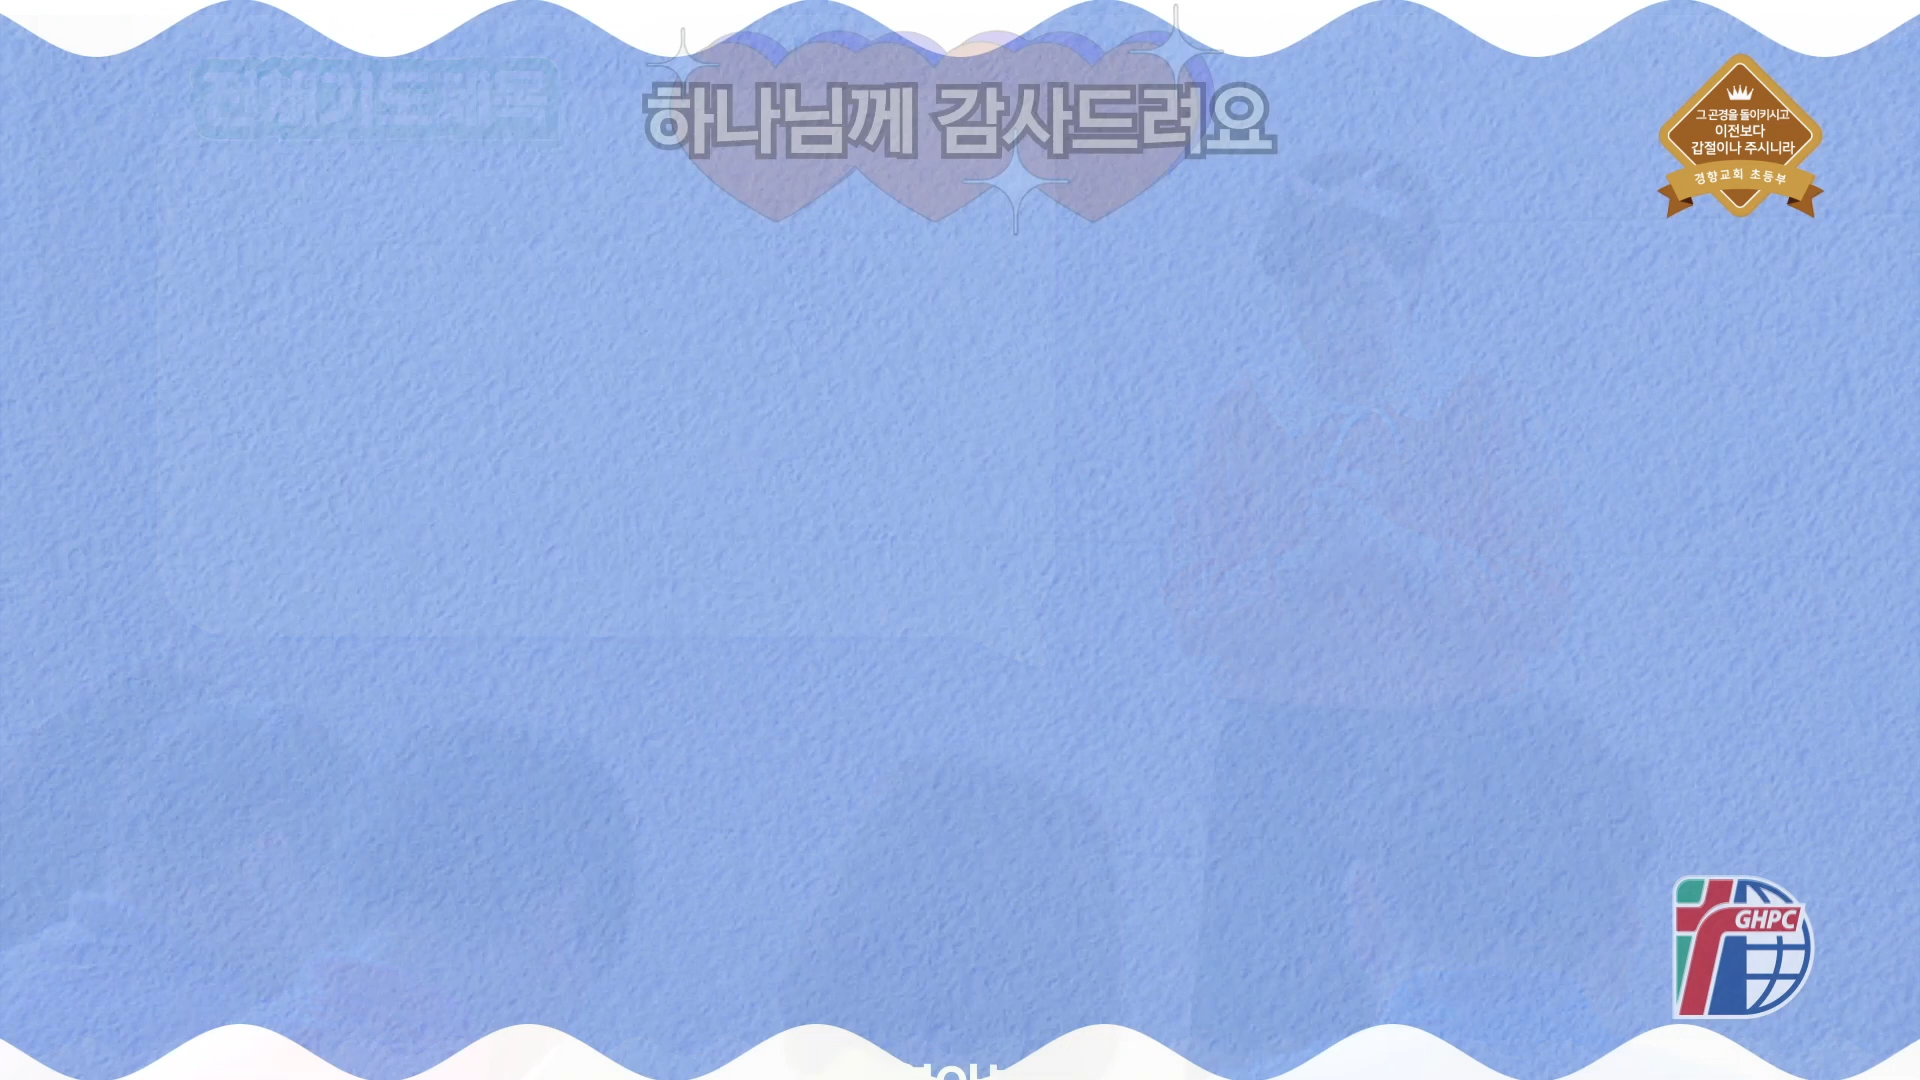 하나님께 감사드려요
그 곤경을 돌이키시고
이전보다
갑절이나 주시니라
경향교회 초등부
GHPC